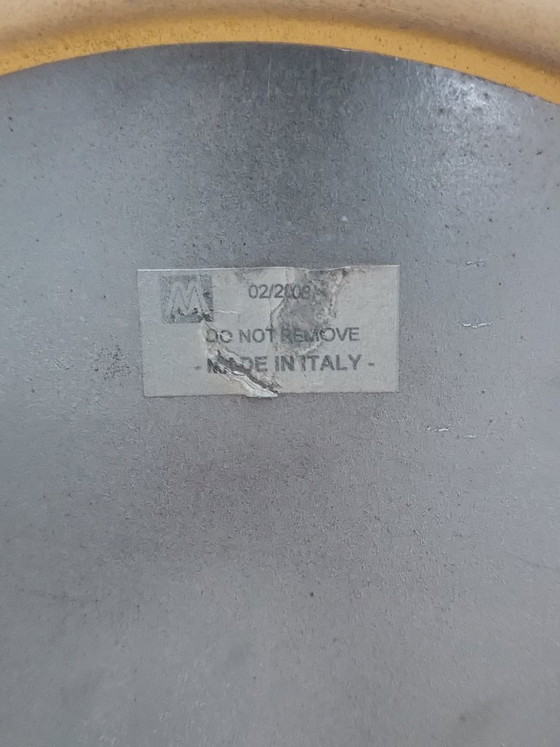 M
02/2008
DO NOT REMOVE
- MADE IN ITALY -